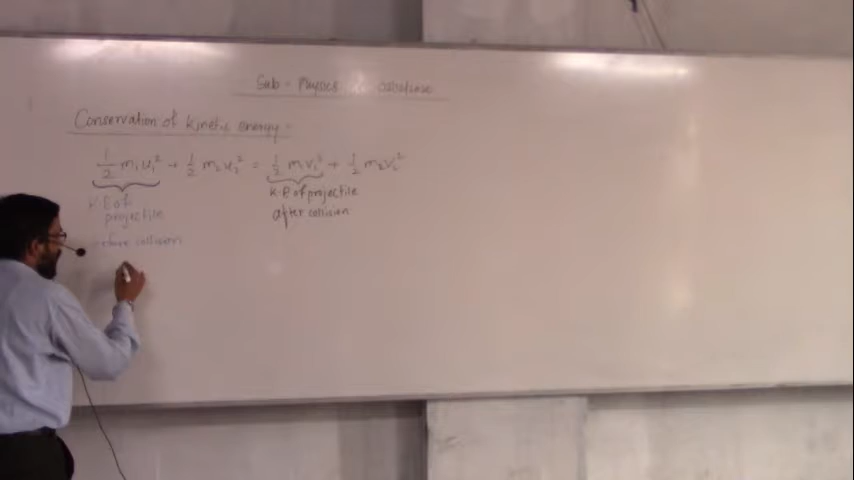 Sub - Physics
Conservation of kinetic energy -
1/2 m₁u₁² + 1/2 m₂u₂² = 1/2 m₁v₁² + 1/2 m₂v₂²
K.E of projectile
K.E of projectile
after collision
collision